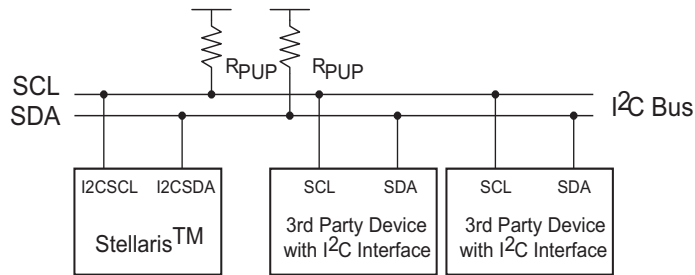 RPUP RPUP
SCL
SDA
I2C Bus
I2CSCL I2CSDA SCL SDA SCL SDA
StellarisTM
3rd Party Device
with I2C Interface
3rd Party Device
with I2C Interface